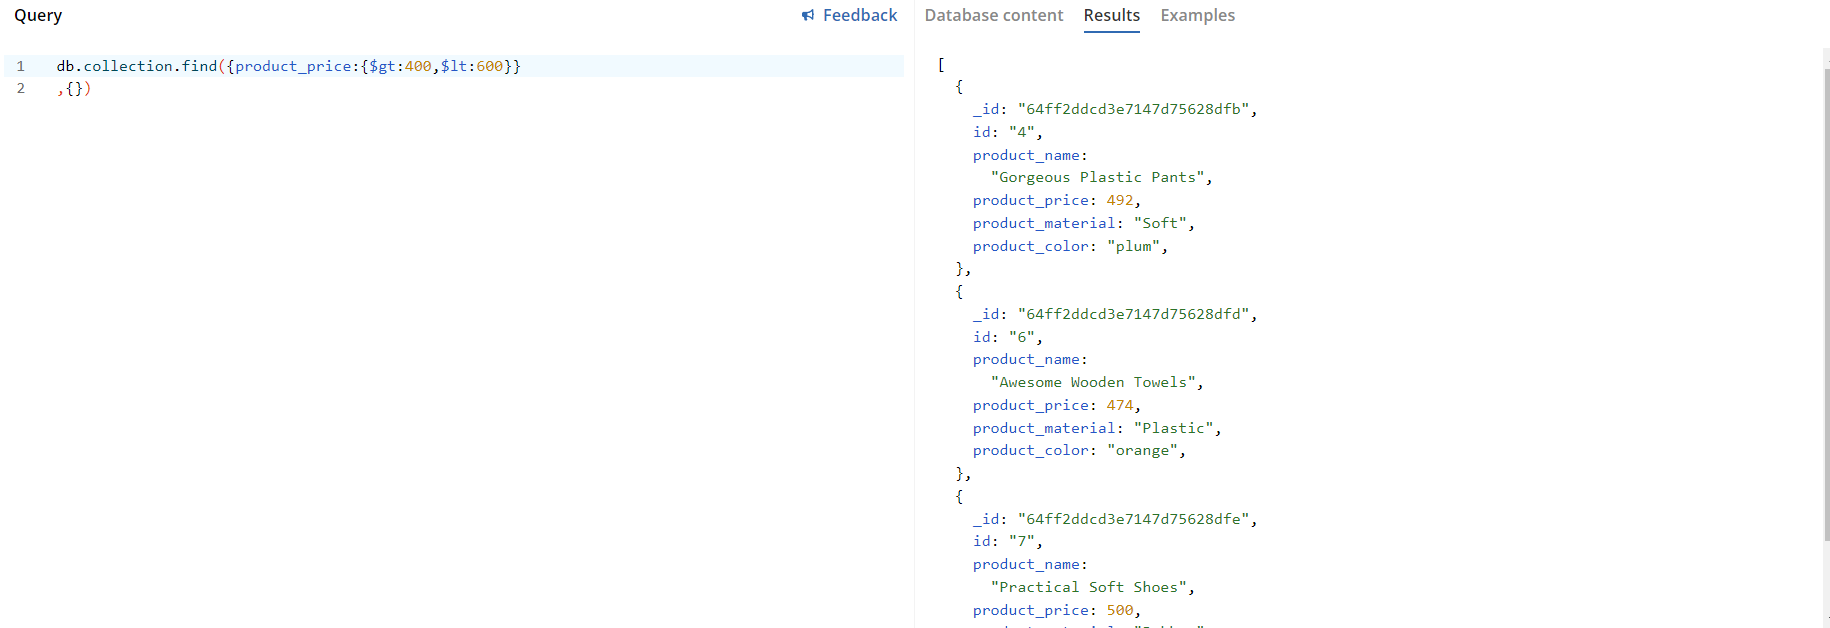 Query
Feedback
Database content Results Examples
1 db.collection.find({product_price:{$gt:400,$lt:600}}
2 ,{})
[
{
_id: "64ff2ddcd3e7147d75628dfb",
id: "4",
product_name:
"Gorgeous Plastic Pants",
product_price: 492,
product_material: "Soft",
product_color: "plum",
},
{
_id: "64ff2ddcd3e7147d75628dfd",
id: "6",
product_name:
"Awesome Wooden Towels",
product_price: 474,
product_material: "Plastic",
product_color: "orange",
},
{
_id: "64ff2ddcd3e7147d75628dfe",
id: "7",
product_name:
"Practical Soft Shoes",
product_price: 500,